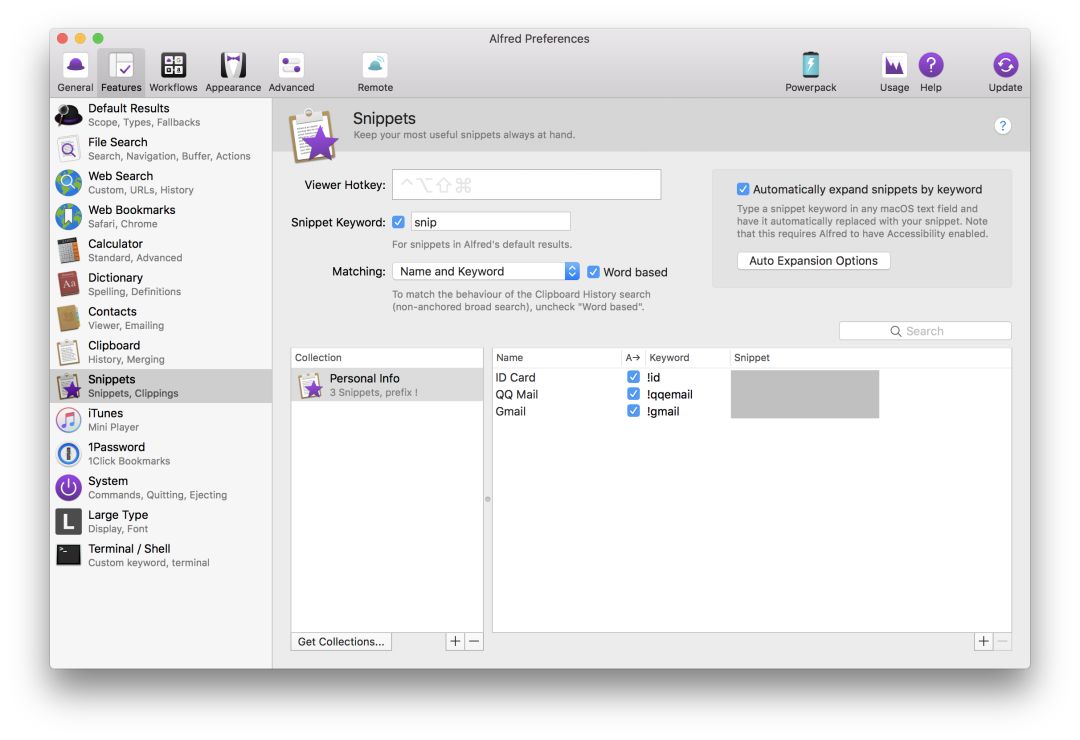 Alfred Preferences
General Features Workflows Appearance Advanced Remote Powerpack Usage Help Update
Default Results
Scope, Types, Fallbacks
File Search
Search, Navigation, Buffer, Actions
Web Search
Custom, URLs, History
Web Bookmarks
Safari, Chrome
Calculator
Standard, Advanced
Dictionary
Spelling, Definitions
Contacts
Viewer, Emailing
Clipboard
History, Merging
Snippets
Snippets, Clippings
iTunes
Mini Player
1Password
1Click Bookmarks
System
Commands, Quitting, Ejecting
L
Large Type
Display, Font
Terminal / Shell
Custom keyword, terminal
Snippets
Keep your most useful snippets always at hand.
?
Viewer Hotkey: ⌃⌥⇧⌘
Snippet Keyword: snip
For snippets in Alfred's default results.
Matching: Name and Keyword Word based
To match the behaviour of the Clipboard History search
(non-anchored broad search), uncheck "Word based".
Automatically expand snippets by keyword
Type a snippet keyword in any macOS text field and
have it automatically replaced with your snippet. Note
that this requires Alfred to have Accessibility enabled.
Auto Expansion Options
Search
Collection
Personal Info
3 Snippets, prefix !
Name A→ Keyword Snippet
ID Card !id
QQ Mail !qqemail
Gmail !gmail
Get Collections... + −
+ −